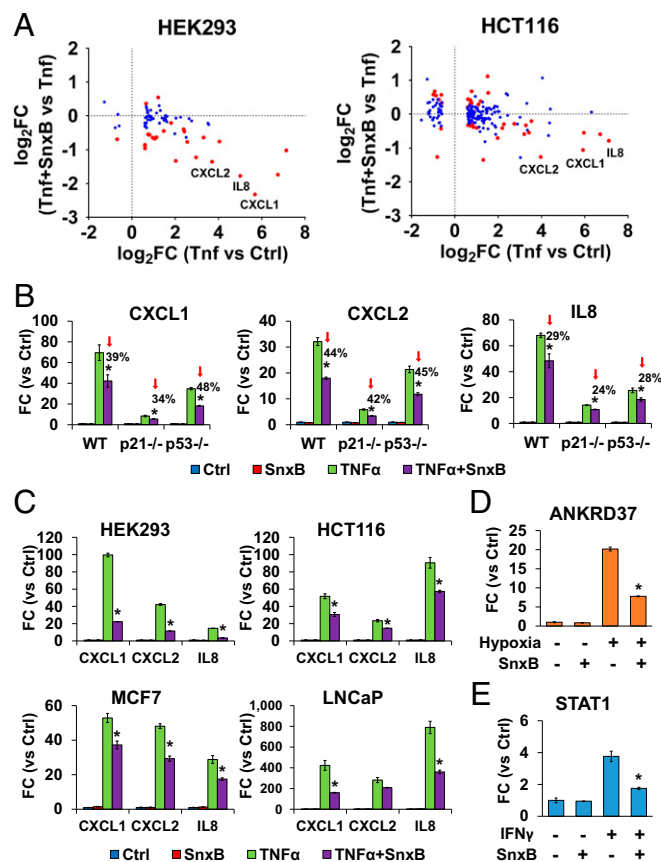 A
HEK293
HCT116
log2FC
(Tnf+SnxB vs Tnf)
2
1
0
-1
-2
-3
CXCL2
IL8
CXCL1
-2 0 2 4 6 8
log2FC (Tnf vs Ctrl)
log2FC
(Tnf+SnxB vs Tnf)
2
1
0
-1
-2
-3
CXCL2
CXCL1
IL8
-2 0 2 4 6 8
log2FC (Tnf vs Ctrl)
B
CXCL1
FC (vs Ctrl)
100
80
60
40
20
0
39%
*
34%
*
48%
*
WT p21-/- p53-/-
CXCL2
40
30
20
10
0
44%
*
42%
*
45%
*
WT p21-/- p53-/-
IL8
FC (vs Ctrl)
80
60
40
20
0
29%
*
24%
*
28%
*
WT p21-/- p53-/-
Ctrl SnxB TNFα TNFα+SnxB
C
HEK293
FC (vs Ctrl)
120
100
80
60
40
20
0
* * *
CXCL1 CXCL2 IL8
HCT116
120
100
80
60
40
20
0
* * *
CXCL1 CXCL2 IL8
MCF7
FC (vs Ctrl)
60
40
20
0
* * *
CXCL1 CXCL2 IL8
LNCaP
1,000
800
600
400
200
0
* *
CXCL1 CXCL2 IL8
Ctrl SnxB TNFα TNFα+SnxB
D
ANKRD37
FC (vs Ctrl)
25
20
15
10
5
0
*
Hypoxia - - + +
SnxB - + - +
E
STAT1
FC (vs Ctrl)
6
4
2
0
*
IFNγ - - + +
SnxB - + - +